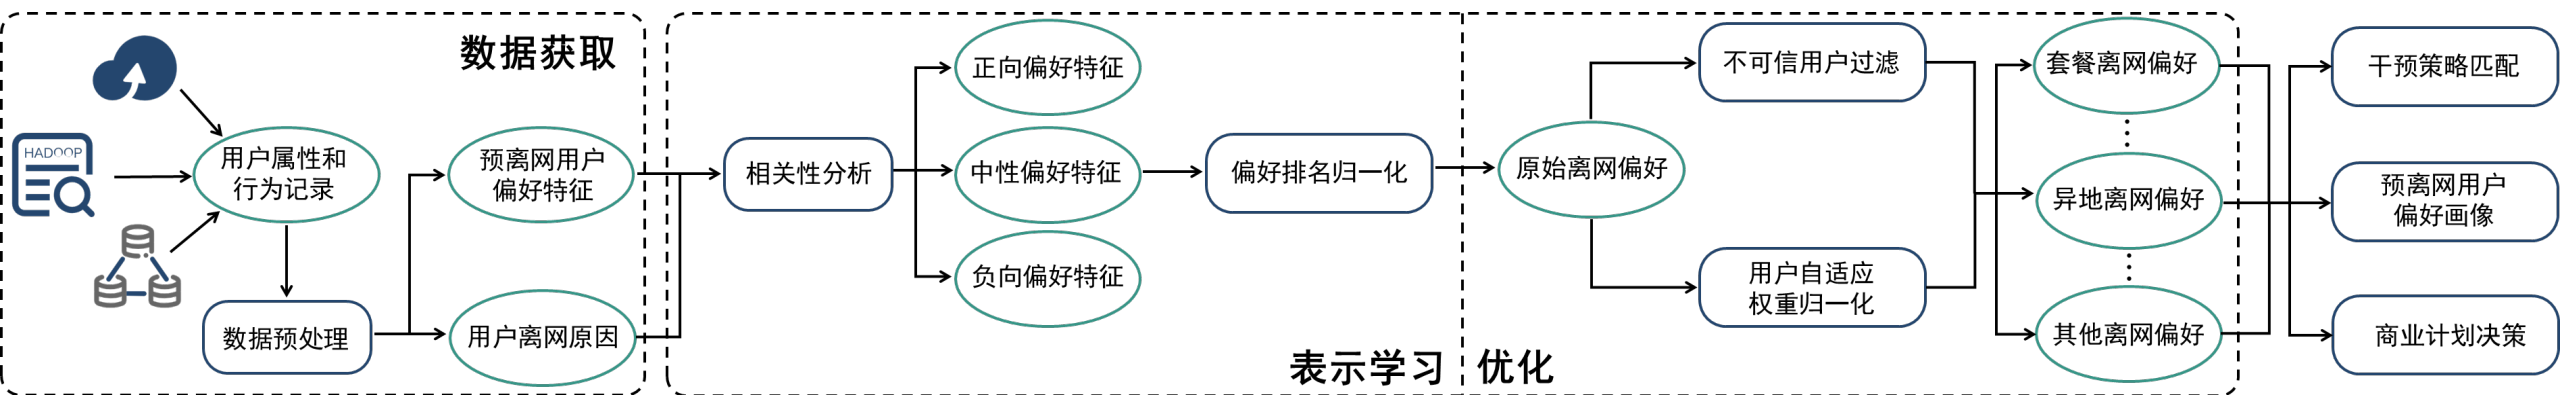 数据获取
HADOOP
用户属性和
行为记录
数据预处理
预离网用户
偏好特征
用户离网原因
相关性分析
正向偏好特征
中性偏好特征
负向偏好特征
偏好排名归一化
表示学习
优化
原始离网偏好
不可信用户过滤
用户自适应
权重归一化
套餐离网偏好
异地离网偏好
其他离网偏好
干预策略匹配
预离网用户
偏好画像
商业计划决策